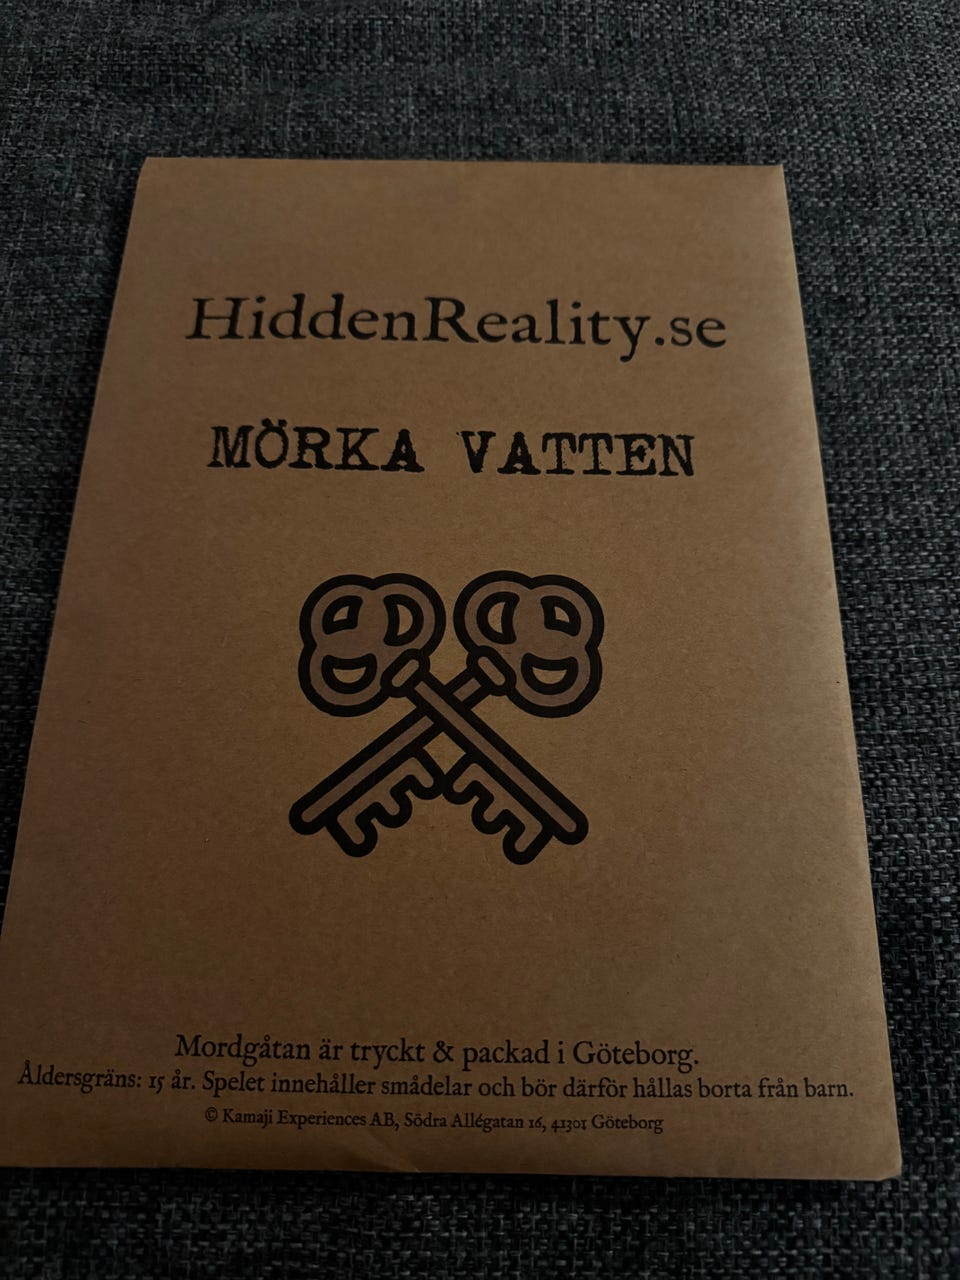 HiddenReality.se
MÖRKA VATTEN
Mordgåtan är tryckt & packad i Göteborg.
Åldersgräns: 15 år. Spelet innehåller smådelar och bör därför hållas borta från barn.
© Kamaji Experiences AB, Södra Allégatan 16, 41301 Göteborg